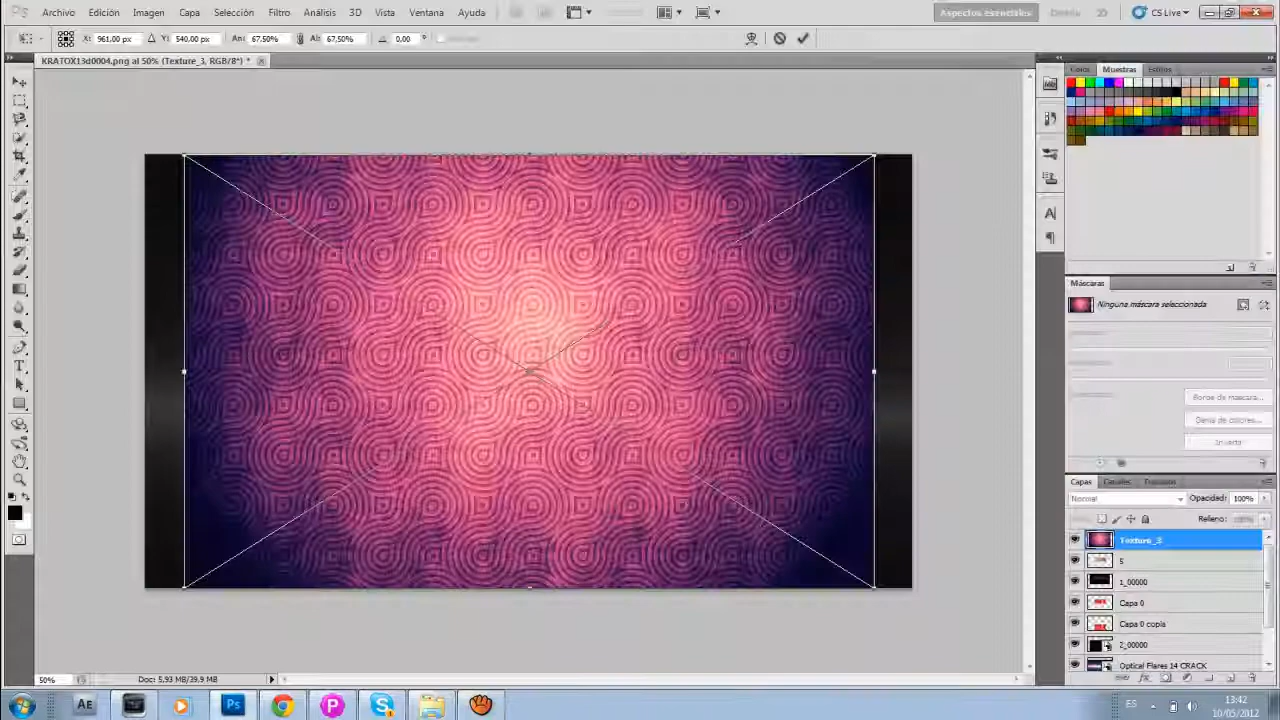 Archivo Edición Imagen Capa Selección Filtro Análisis 3D Vista Ventana Ayuda Aspectos esenciales CS Live
X: 961,00 px Y: 540,00 px An: 67,50% Al: 67,50% 0,00 °
KRATOX13d0004.png al 50% (Texture_3, RGB/8*) * x
Color Muestras Estilos
Máscaras
Ninguna máscara seleccionada
Borde de máscara...
Gama de colores...
Invertir
Capas Canales Trazados
Normal Opacidad: 100%
Relleno: 100%
Texture_3
5
1_00000
Capa 0
Capa 0 copia
2_00000
Optical Flares 14 CRACK
50% Doc: 5,93 MB/39,9 MB
Ae Ps P S
ES 13:42
10/05/2012